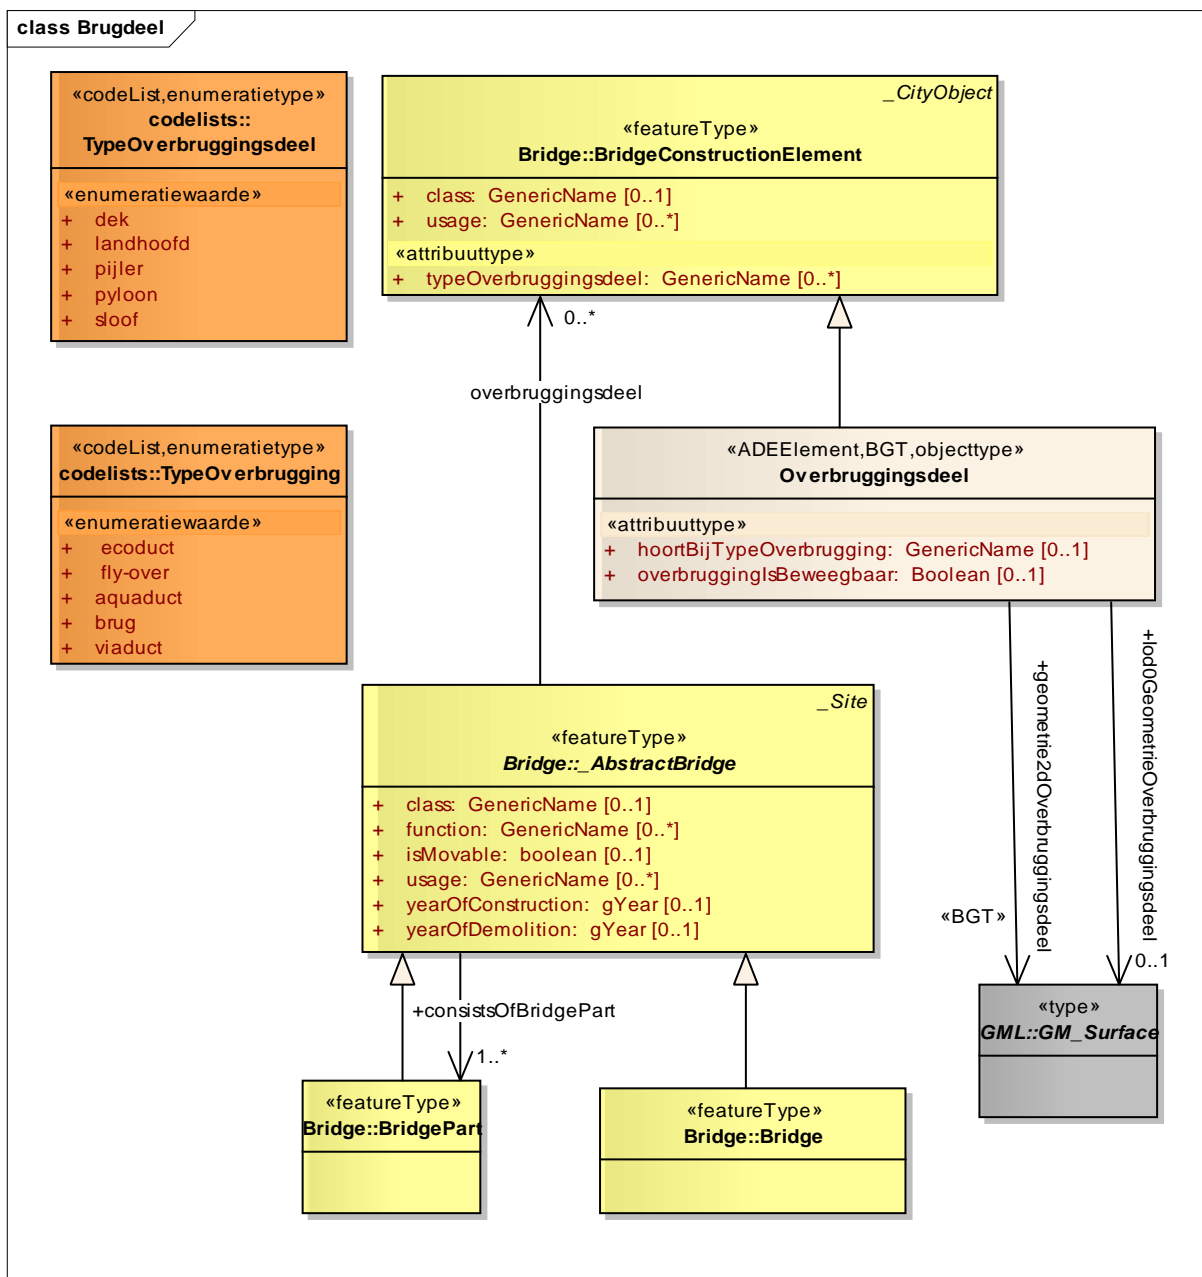 class Brugdeel
«codeList,enumeratietype»
codelists::
TypeOverbruggingsdeel
«enumeratiewaarde»
+ dek
+ landhoofd
+ pijler
+ pyloon
+ sloof
_CityObject
«featureType»
Bridge::BridgeConstructionElement
+ class: GenericName [0..1]
+ usage: GenericName [0..*]
«attribuuttype»
+ typeOverbruggingsdeel: GenericName [0..*]
0..*
overbruggingsdeel
«codeList,enumeratietype»
codelists::TypeOverbrugging
«enumeratiewaarde»
+ ecoduct
+ fly-over
+ aquaduct
+ brug
+ viaduct
«ADEElement,BGT,objecttype»
Overbruggingsdeel
«attribuuttype»
+ hoortBijTypeOverbrugging: GenericName [0..1]
+ overbruggingIsBeweegbaar: Boolean [0..1]
+geometrie2dOverbruggingsdeel
+lod0GeometrieOverbruggingsdeel
«BGT»
0..1
_Site
«featureType»
Bridge::_AbstractBridge
+ class: GenericName [0..1]
+ function: GenericName [0..*]
+ isMovable: boolean [0..1]
+ usage: GenericName [0..*]
+ yearOfConstruction: gYear [0..1]
+ yearOfDemolition: gYear [0..1]
+consistsOfBridgePart
1..*
«type»
GML::GM_Surface
«featureType»
Bridge::BridgePart
«featureType»
Bridge::Bridge